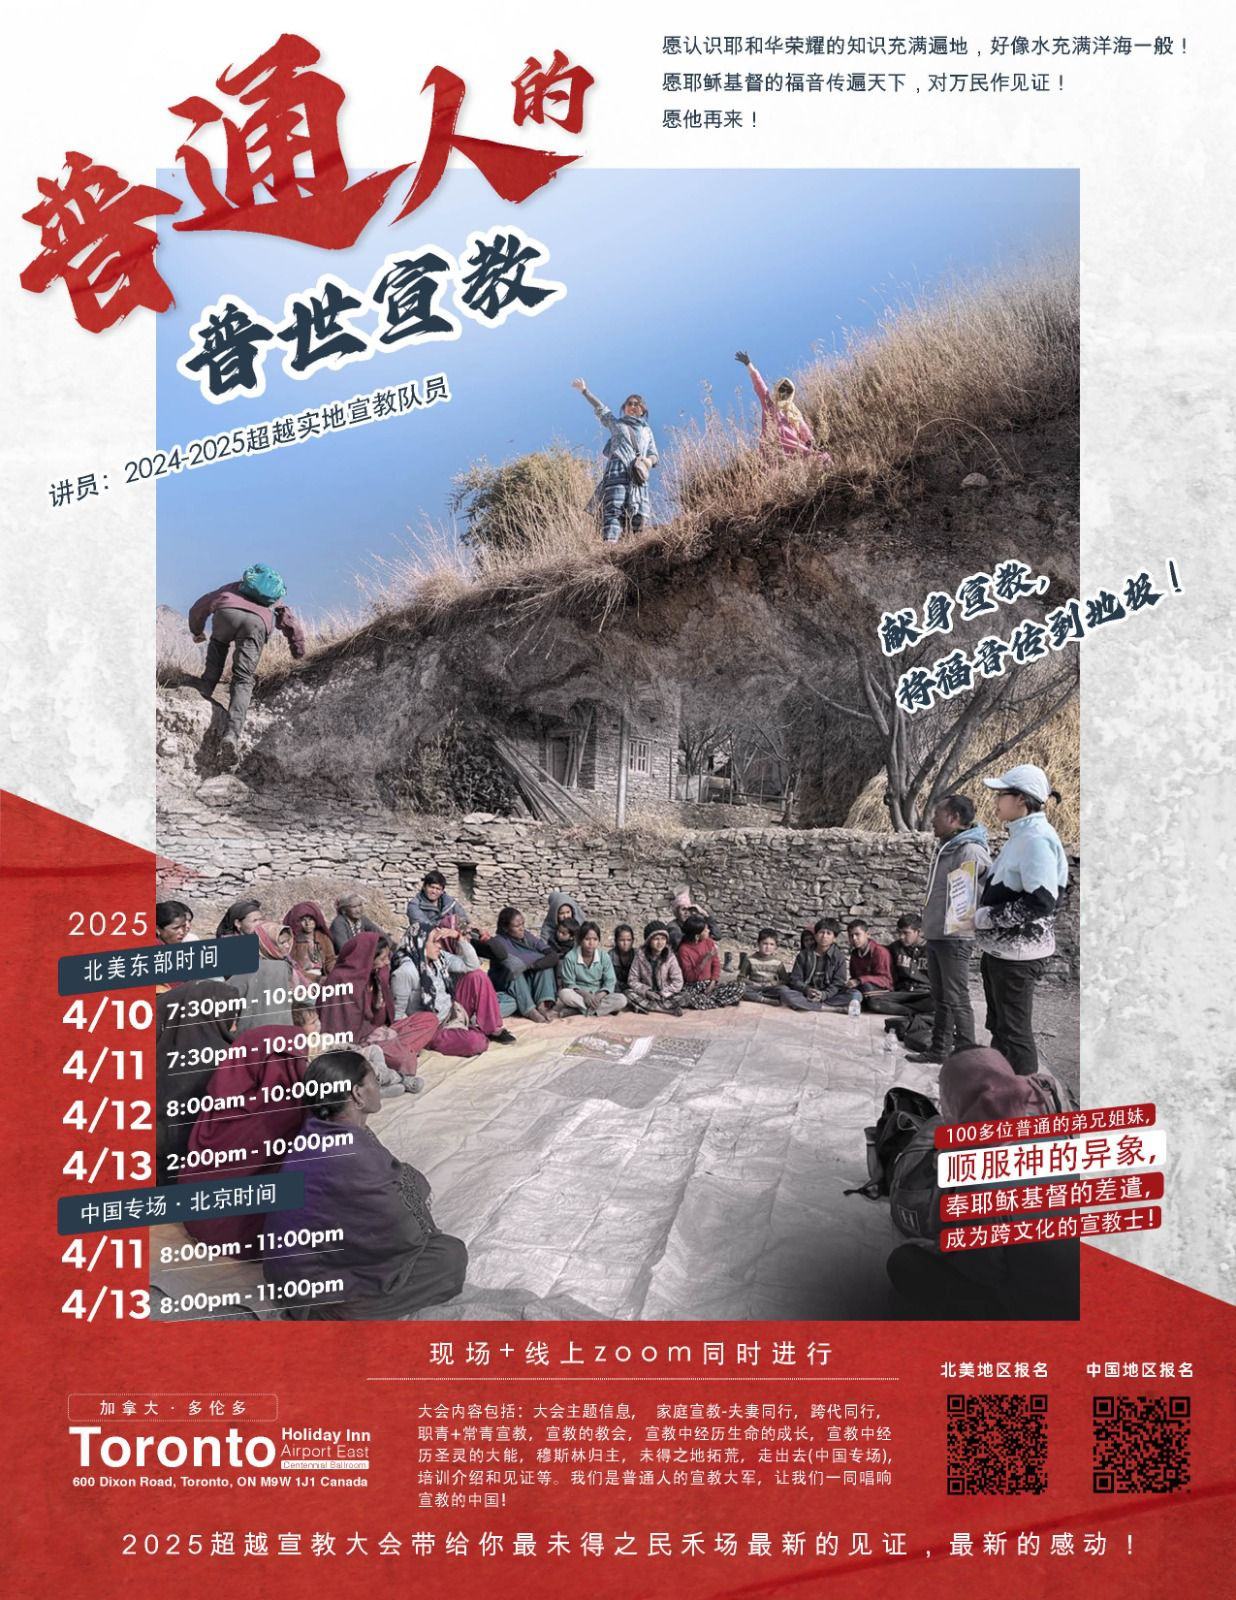 普通人的
普世宣教
讲员：2024-2025超越实地宣教队员
愿认识耶和华荣耀的知识充满遍地，好像水充满洋海一般！
愿耶稣基督的福音传遍天下，对万民作见证！
愿他再来！
献身宣教，
将福音传到地极！
2025
北美东部时间
4/10 7:30pm - 10:00pm
4/11 7:30pm - 10:00pm
4/12 8:00am - 10:00pm
4/13 2:00pm - 10:00pm
中国专场 · 北京时间
4/11 8:00pm - 11:00pm
4/13 8:00pm - 11:00pm
100多位普通的弟兄姐妹，
顺服神的异象，
奉耶稣基督的差遣，
成为跨文化的宣教士！
现场+线上zoom同时进行
加拿大 · 多伦多
Toronto
Holiday Inn
Airport East
Centennial Ballroom
600 Dixon Road, Toronto, ON M9W 1J1 Canada
大会内容包括：大会主题信息， 家庭宣教-夫妻同行，跨代同行，
职青+常青宣教，宣教的教会，宣教中经历生命的成长，宣教中经
历圣灵的大能，穆斯林归主，未得之地拓荒，走出去(中国专场)，
培训介绍和见证等。我们是普通人的宣教大军，让我们一同唱响
宣教的中国！
北美地区报名
中国地区报名
2025超越宣教大会带给你最未得之民禾场最新的见证，最新的感动！